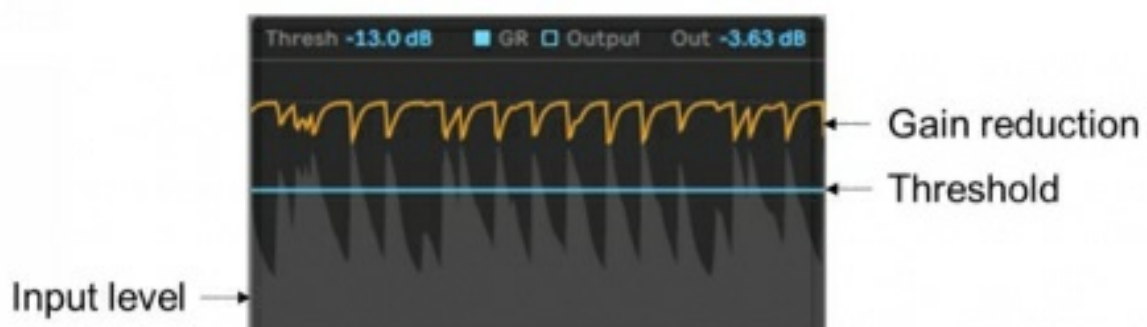 Thresh -13.0 dB GR Output Out -3.63 dB
Gain reduction
Threshold
Input level